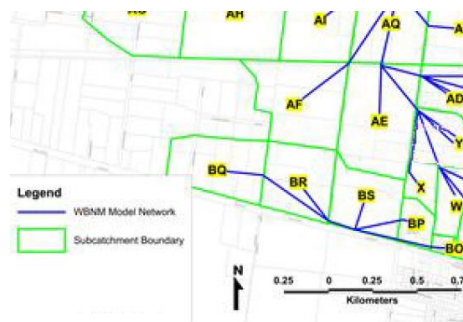 AH
AI
AQ
AF
AE
AD
Y
X
W
BQ
BR
BS
BP
BO
Legend
WBNM Model Network
Subcatchment Boundary
N
0.25 0 0.25 0.5
Kilometers